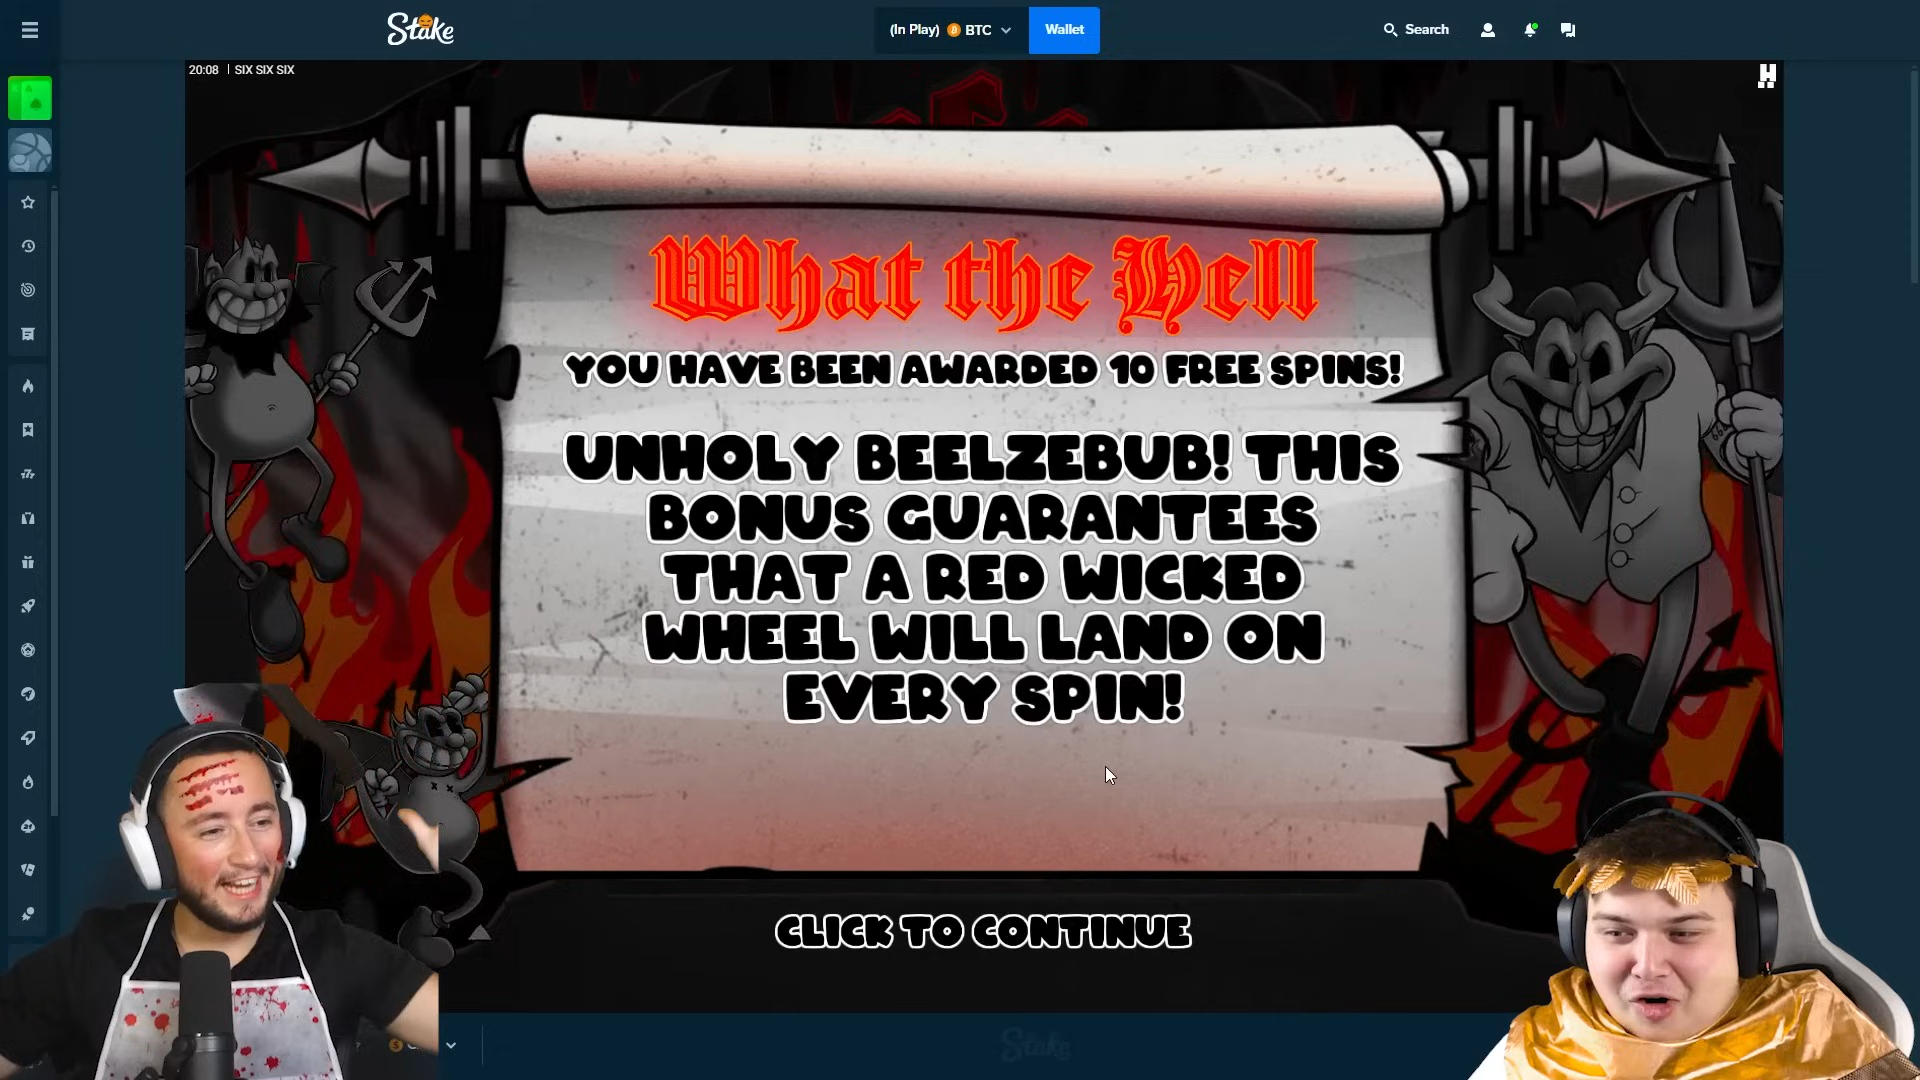 Stake
(In Play) BTC
Wallet
Search
20:08 | SIX SIX SIX
What the Hell
YOU HAVE BEEN AWARDED 10 FREE SPINS!
UNHOLY BEELZEBUB! THIS
BONUS GUARANTEES
THAT A RED WICKED
WHEEL WILL LAND ON
EVERY SPIN!
CLICK TO CONTINUE
Stake